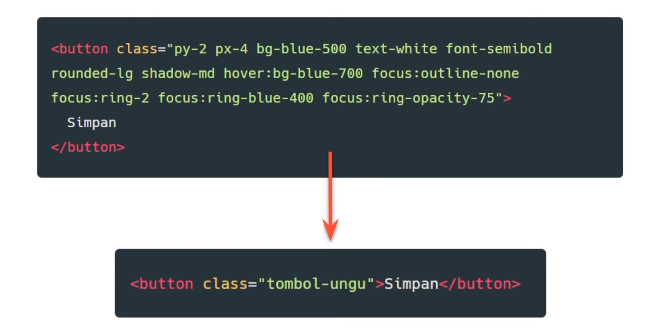 <button class="py-2 px-4 bg-blue-500 text-white font-semibold
rounded-lg shadow-md hover:bg-blue-700 focus:outline-none
focus:ring-2 focus:ring-blue-400 focus:ring-opacity-75">
Simpan
</button>
<button class="tombol-ungu">Simpan</button>